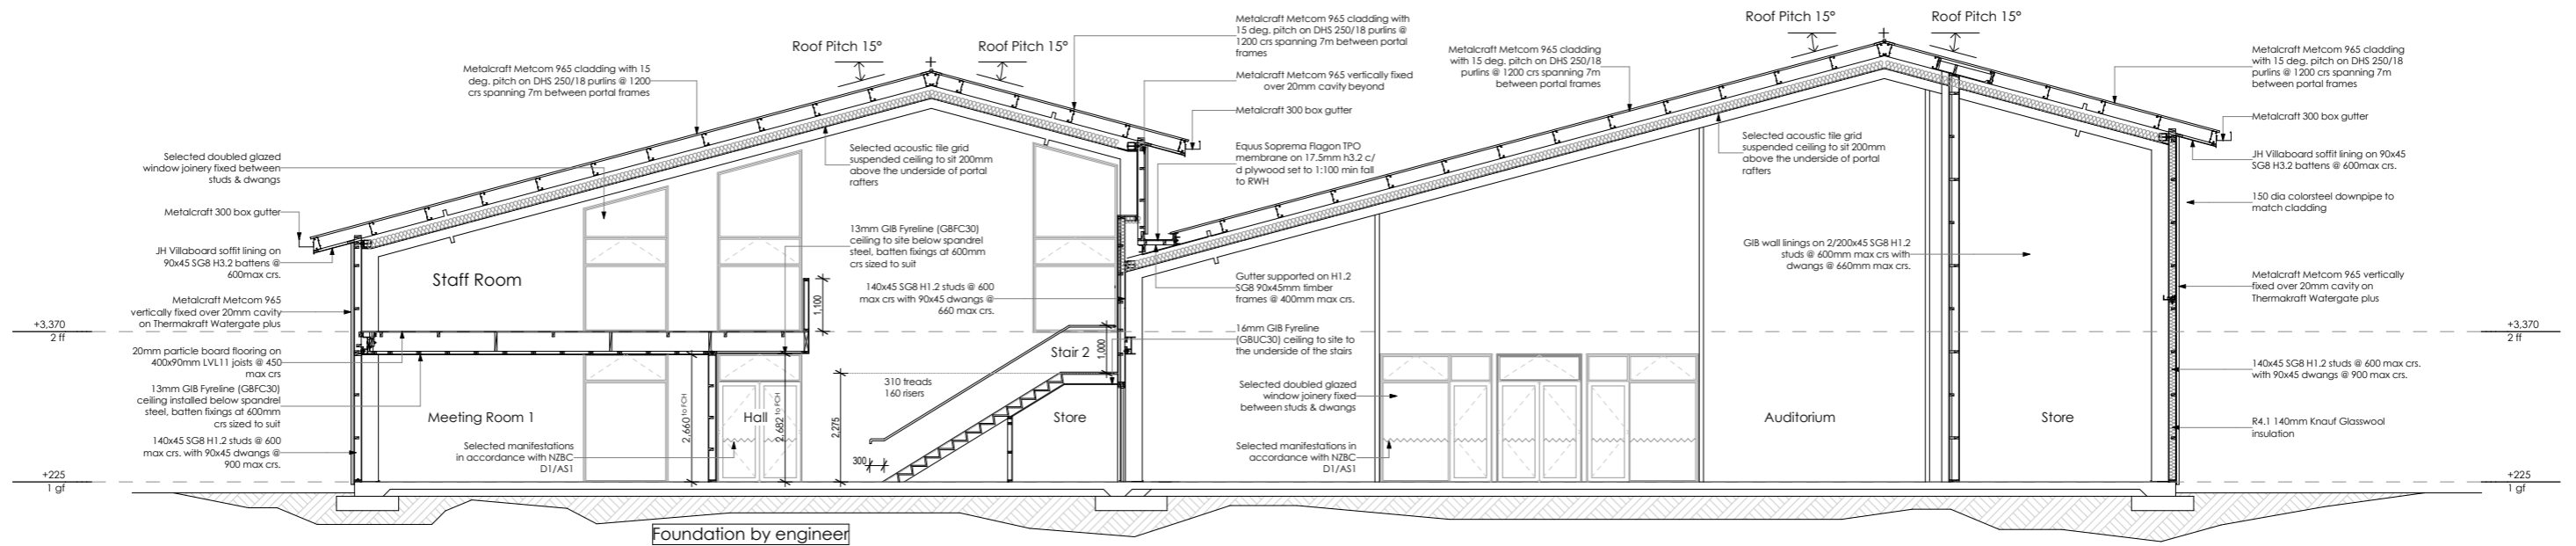 Roof Pitch 15°
Roof Pitch 15°
Metalcraft Metcom 965 cladding with 15
deg. pitch on DHS 250/18 purlins @ 1200
crs spanning 7m between portal frames
Selected doubled glazed
window joinery fixed between
studs & dwangs
Metalcraft 300 box gutter
JH Villaboard soffit lining on
90x45 SG8 H3.2 battens @
600max crs.
Metalcraft Metcom 965
vertically fixed over 20mm cavity
on Thermakraft Watergate plus
+3,370
2 ff
20mm particle board flooring on
400x90mm LVL11 joists @ 450
max crs
13mm GIB Fyreline (GBFC30)
ceiling installed below spandrel
steel, batten fixings at 600mm
crs sized to suit
140x45 SG8 H1.2 studs @ 600
max crs. with 90x45 dwangs @
900 max crs.
+225
1 gf
Staff Room
Meeting Room 1
Selected manifestations
in accordance with NZBC
D1/AS1
Hall
2,660 to FCH
2,682 to FCH
1,100
Selected acoustic tile grid
suspended ceiling to sit 200mm
above the underside of portal
rafters
13mm GIB Fyreline (GBFC30)
ceiling to site below spandrel
steel, batten fixings at 600mm
crs sized to suit
140x45 SG8 H1.2 studs @ 600
max crs with 90x45 dwangs @
660 max crs.
310 treads
160 risers
2,275
300
Stair 2
1,000
Store
Foundation by engineer
Metalcraft Metcom 965 cladding with
15 deg. pitch on DHS 250/18 purlins @
1200 crs spanning 7m between portal
frames
Metalcraft Metcom 965 vertically fixed
over 20mm cavity beyond
Metalcraft 300 box gutter
Equus Soprema Flagon TPO
membrane on 17.5mm h3.2 c/
d plywood set to 1:100 min fall
to RWH
Gutter supported on H1.2
SG8 90x45mm timber
frames @ 400mm max crs.
16mm GIB Fyreline
(GBUC30) ceiling to site to
the underside of the stairs
Selected doubled glazed
window joinery fixed
between studs & dwangs
Selected manifestations in
accordance with NZBC
D1/AS1
Roof Pitch 15°
Roof Pitch 15°
Metalcraft Metcom 965 cladding
with 15 deg. pitch on DHS 250/18
purlins @ 1200 crs spanning 7m
between portal frames
Selected acoustic tile grid
suspended ceiling to sit 200mm
above the underside of portal
rafters
GIB wall linings on 2/200x45 SG8 H1.2
studs @ 600mm max crs with
dwangs @ 660mm max crs.
Auditorium
Store
Metalcraft Metcom 965 cladding
with 15 deg. pitch on DHS 250/18
purlins @ 1200 crs spanning 7m
between portal frames
Metalcraft 300 box gutter
JH Villaboard soffit lining on 90x45
SG8 H3.2 battens @ 600max crs.
150 dia colorsteel downpipe to
match cladding
Metalcraft Metcom 965 vertically
fixed over 20mm cavity on
Thermakraft Watergate plus
+3,370
2 ff
140x45 SG8 H1.2 studs @ 600 max crs.
with 90x45 dwangs @ 900 max crs.
R4.1 140mm Knauf Glasswool
insulation
+225
1 gf